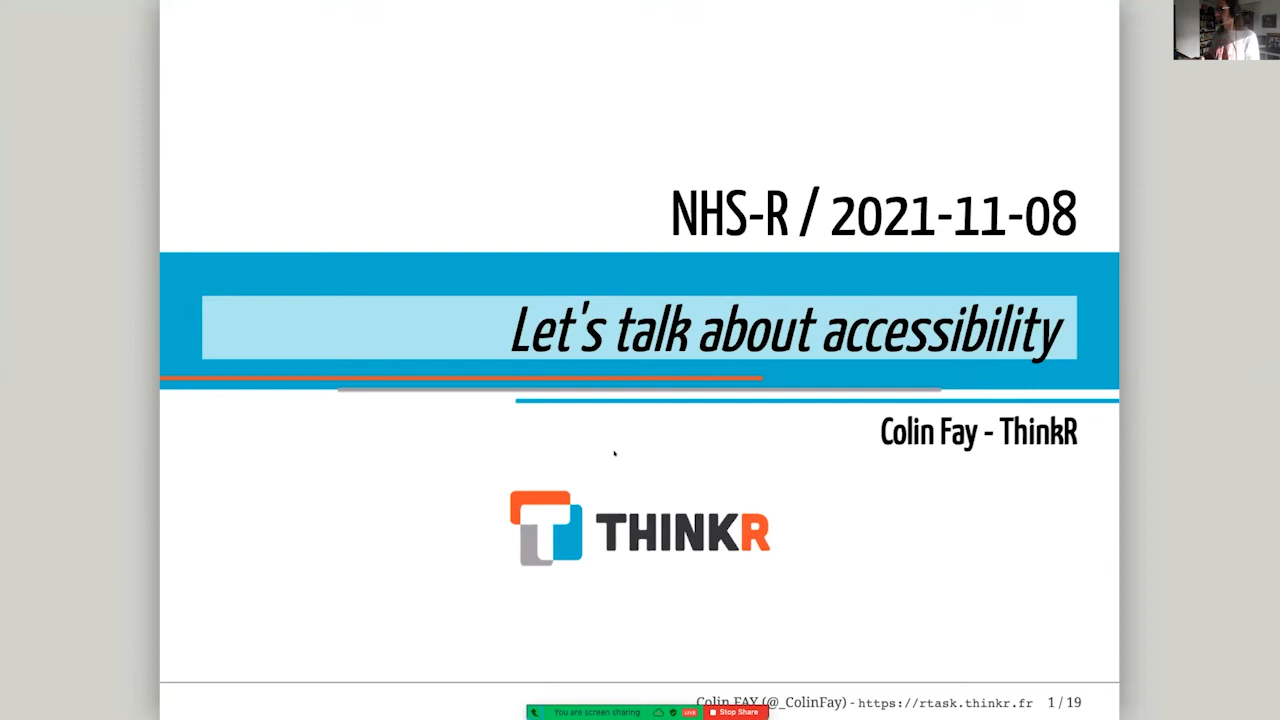 NHS-R / 2021-11-08
Let's talk about accessibility
Colin Fay - ThinkR
THINKR
Colin FAY (@_ColinFay) - https://rtask.thinkr.fr 1 / 19
You are screen sharing LIVE Stop Share